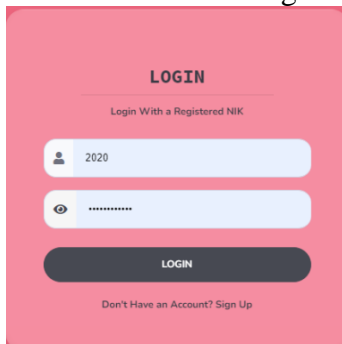 LOGIN
Login With a Registered NIK
2020
••••••••••••
LOGIN
Don't Have an Account? Sign Up